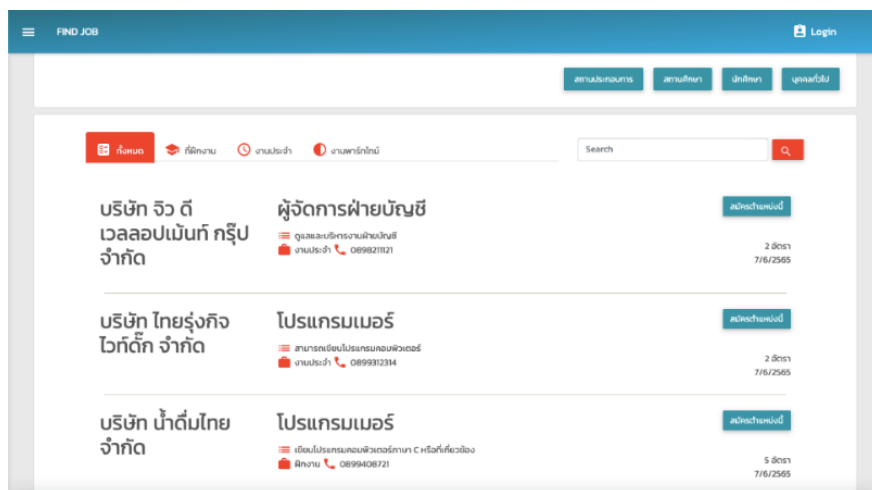 FIND JOB
Login
สถานประกอบการ สถานศึกษา นักศึกษา บุคคลทั่วไป
ทั้งหมด ที่ฝึกงาน งานประจำ งานพาร์ทไทม์ Search
บริษัท จิว ดี
เวลลอปเม้นท์ กรุ๊ป
จำกัด
ผู้จัดการฝ่ายบัญชี
ดูแลและบริหารงานฝ่ายบัญชี
งานประจำ 0898211121
สมัครตำแหน่งนี้
2 อัตรา
7/6/2565
บริษัท ไทยรุ่งกิจ
ไวท์ดั๊ก จำกัด
โปรแกรมเมอร์
สามารถเขียนโปรแกรมคอมพิวเตอร์
งานประจำ 0899312314
สมัครตำแหน่งนี้
2 อัตรา
7/6/2565
บริษัท น้ำดื่มไทย
จำกัด
โปรแกรมเมอร์
เขียนโปรแกรมคอมพิวเตอร์ภาษา C หรือที่เกี่ยวข้อง
ฝึกงาน 0899408721
สมัครตำแหน่งนี้
5 อัตรา
7/6/2565